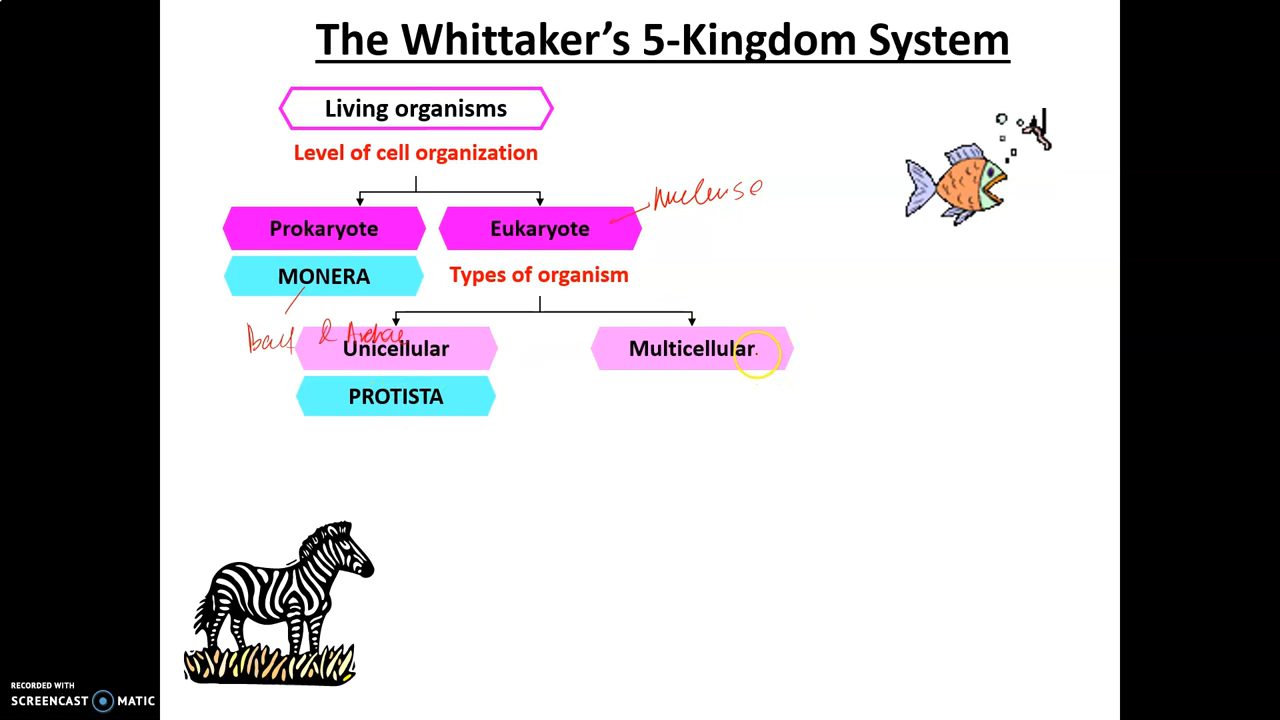 The Whittaker’s 5-Kingdom System
Living organisms
Level of cell organization
Nucleuse
Prokaryote
Eukaryote
MONERA
Types of organism
&
Unicellular
Multicellular
PROTISTA
RECORDED WITH
SCREENCAST MATIC